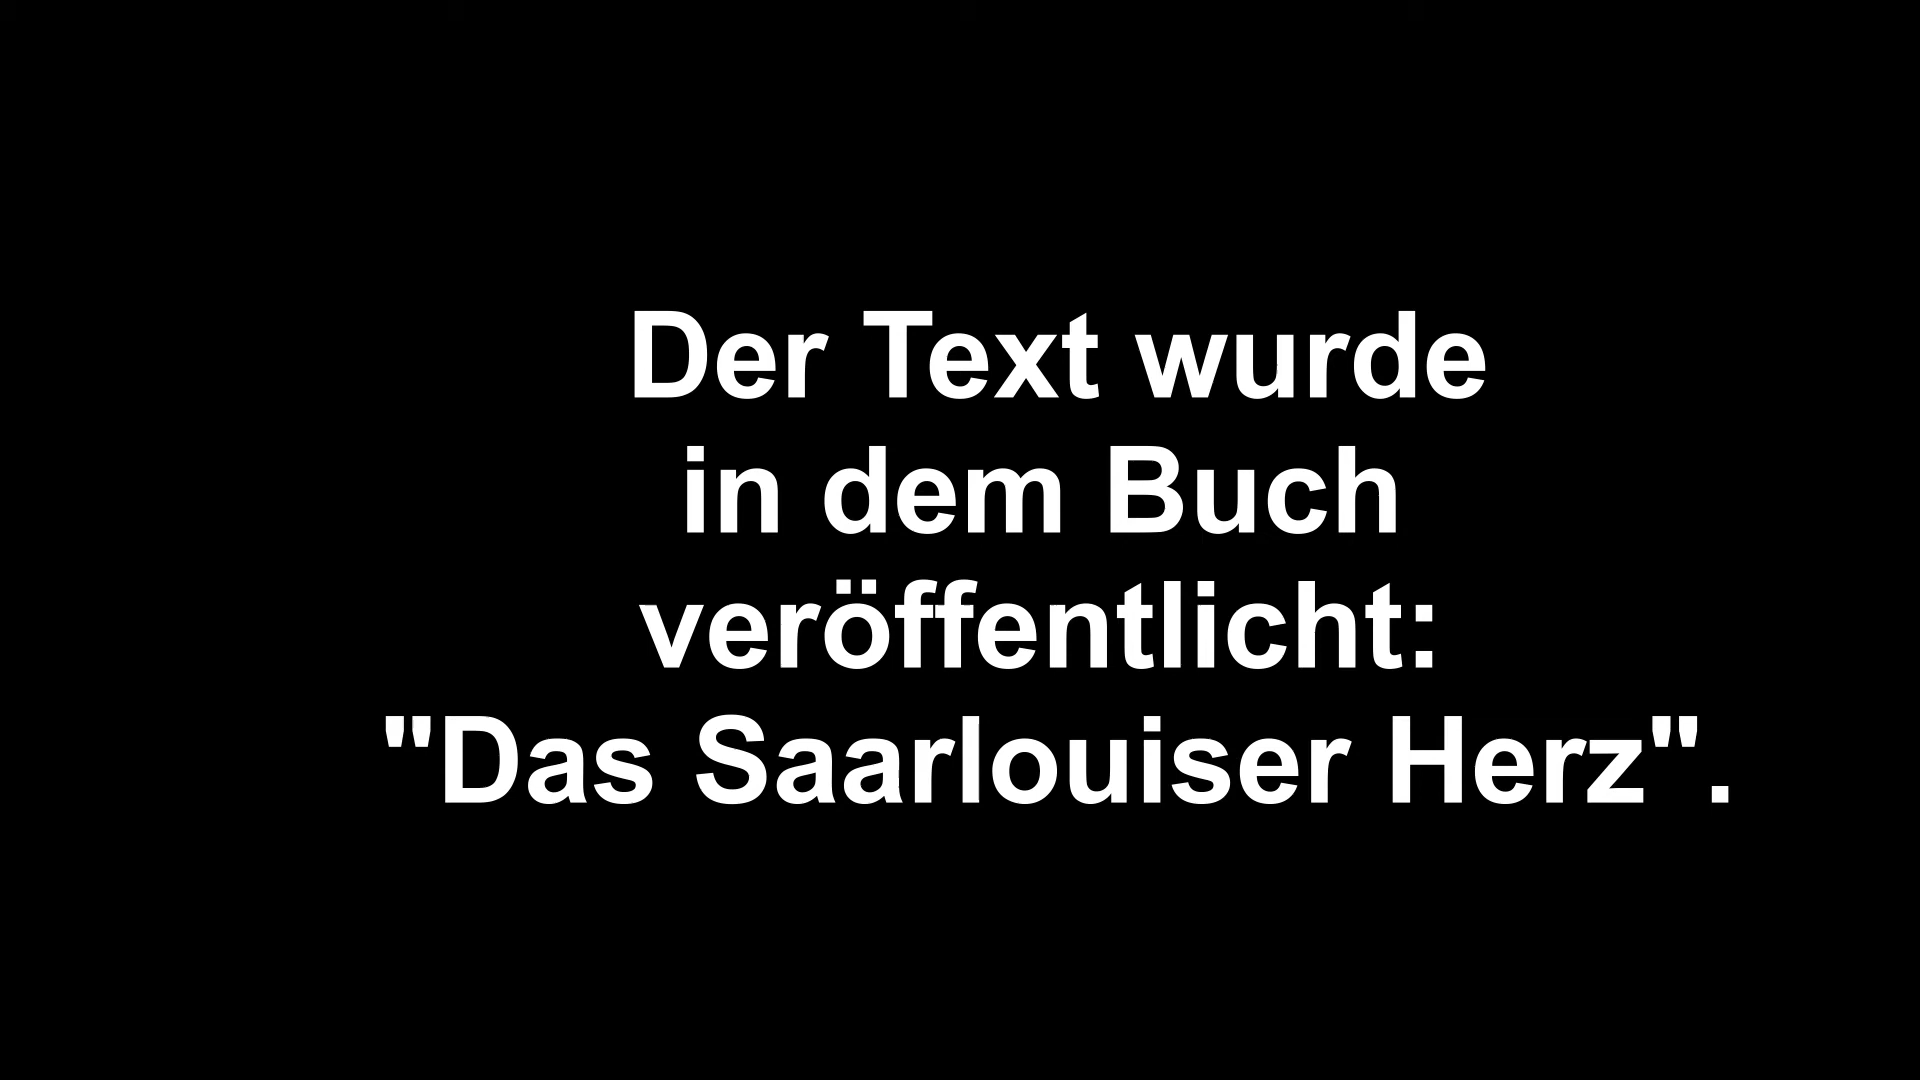 Der Text wurde
in dem Buch
veröffentlicht:
"Das Saarlouiser Herz".